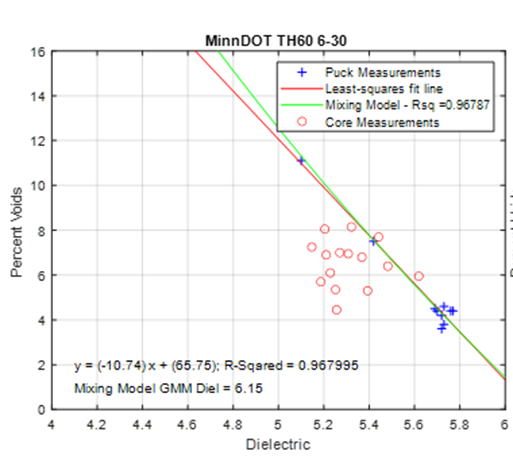 MinnDOT TH60 6-30
Puck Measurements
Least-squares fit line
Mixing Model - Rsq =0.96787
Core Measurements
Percent Voids
16
14
12
10
8
6
4
2
0
y = (-10.74) x + (65.75); R-Sqared = 0.967995
Mixing Model GMM Diel = 6.15
4 4.2 4.4 4.6 4.8 5 5.2 5.4 5.6 5.8 6
Dielectric